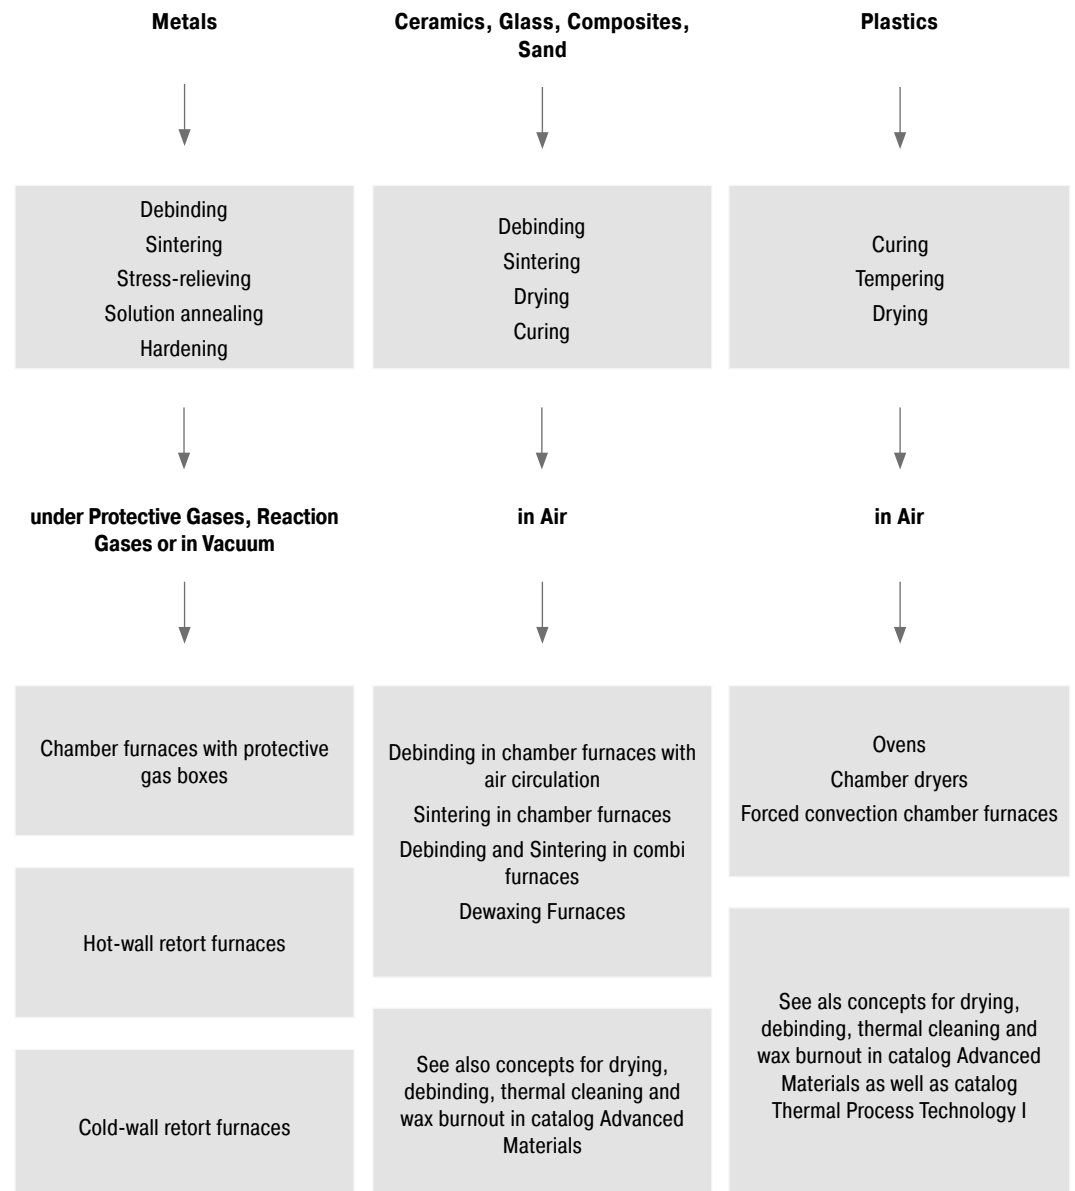 Metals
Ceramics, Glass, Composites,
Sand
Plastics
Debinding
Sintering
Stress-relieving
Solution annealing
Hardening
Debinding
Sintering
Drying
Curing
Curing
Tempering
Drying
under Protective Gases, Reaction
Gases or in Vacuum
in Air
in Air
Chamber furnaces with protective
gas boxes
Hot-wall retort furnaces
Cold-wall retort furnaces
Debinding in chamber furnaces with
air circulation
Sintering in chamber furnaces
Debinding and Sintering in combi
furnaces
Dewaxing Furnaces
See also concepts for drying,
debinding, thermal cleaning and
wax burnout in catalog Advanced
Materials
Ovens
Chamber dryers
Forced convection chamber furnaces
See als concepts for drying,
debinding, thermal cleaning and
wax burnout in catalog Advanced
Materials as well as catalog
Thermal Process Technology I